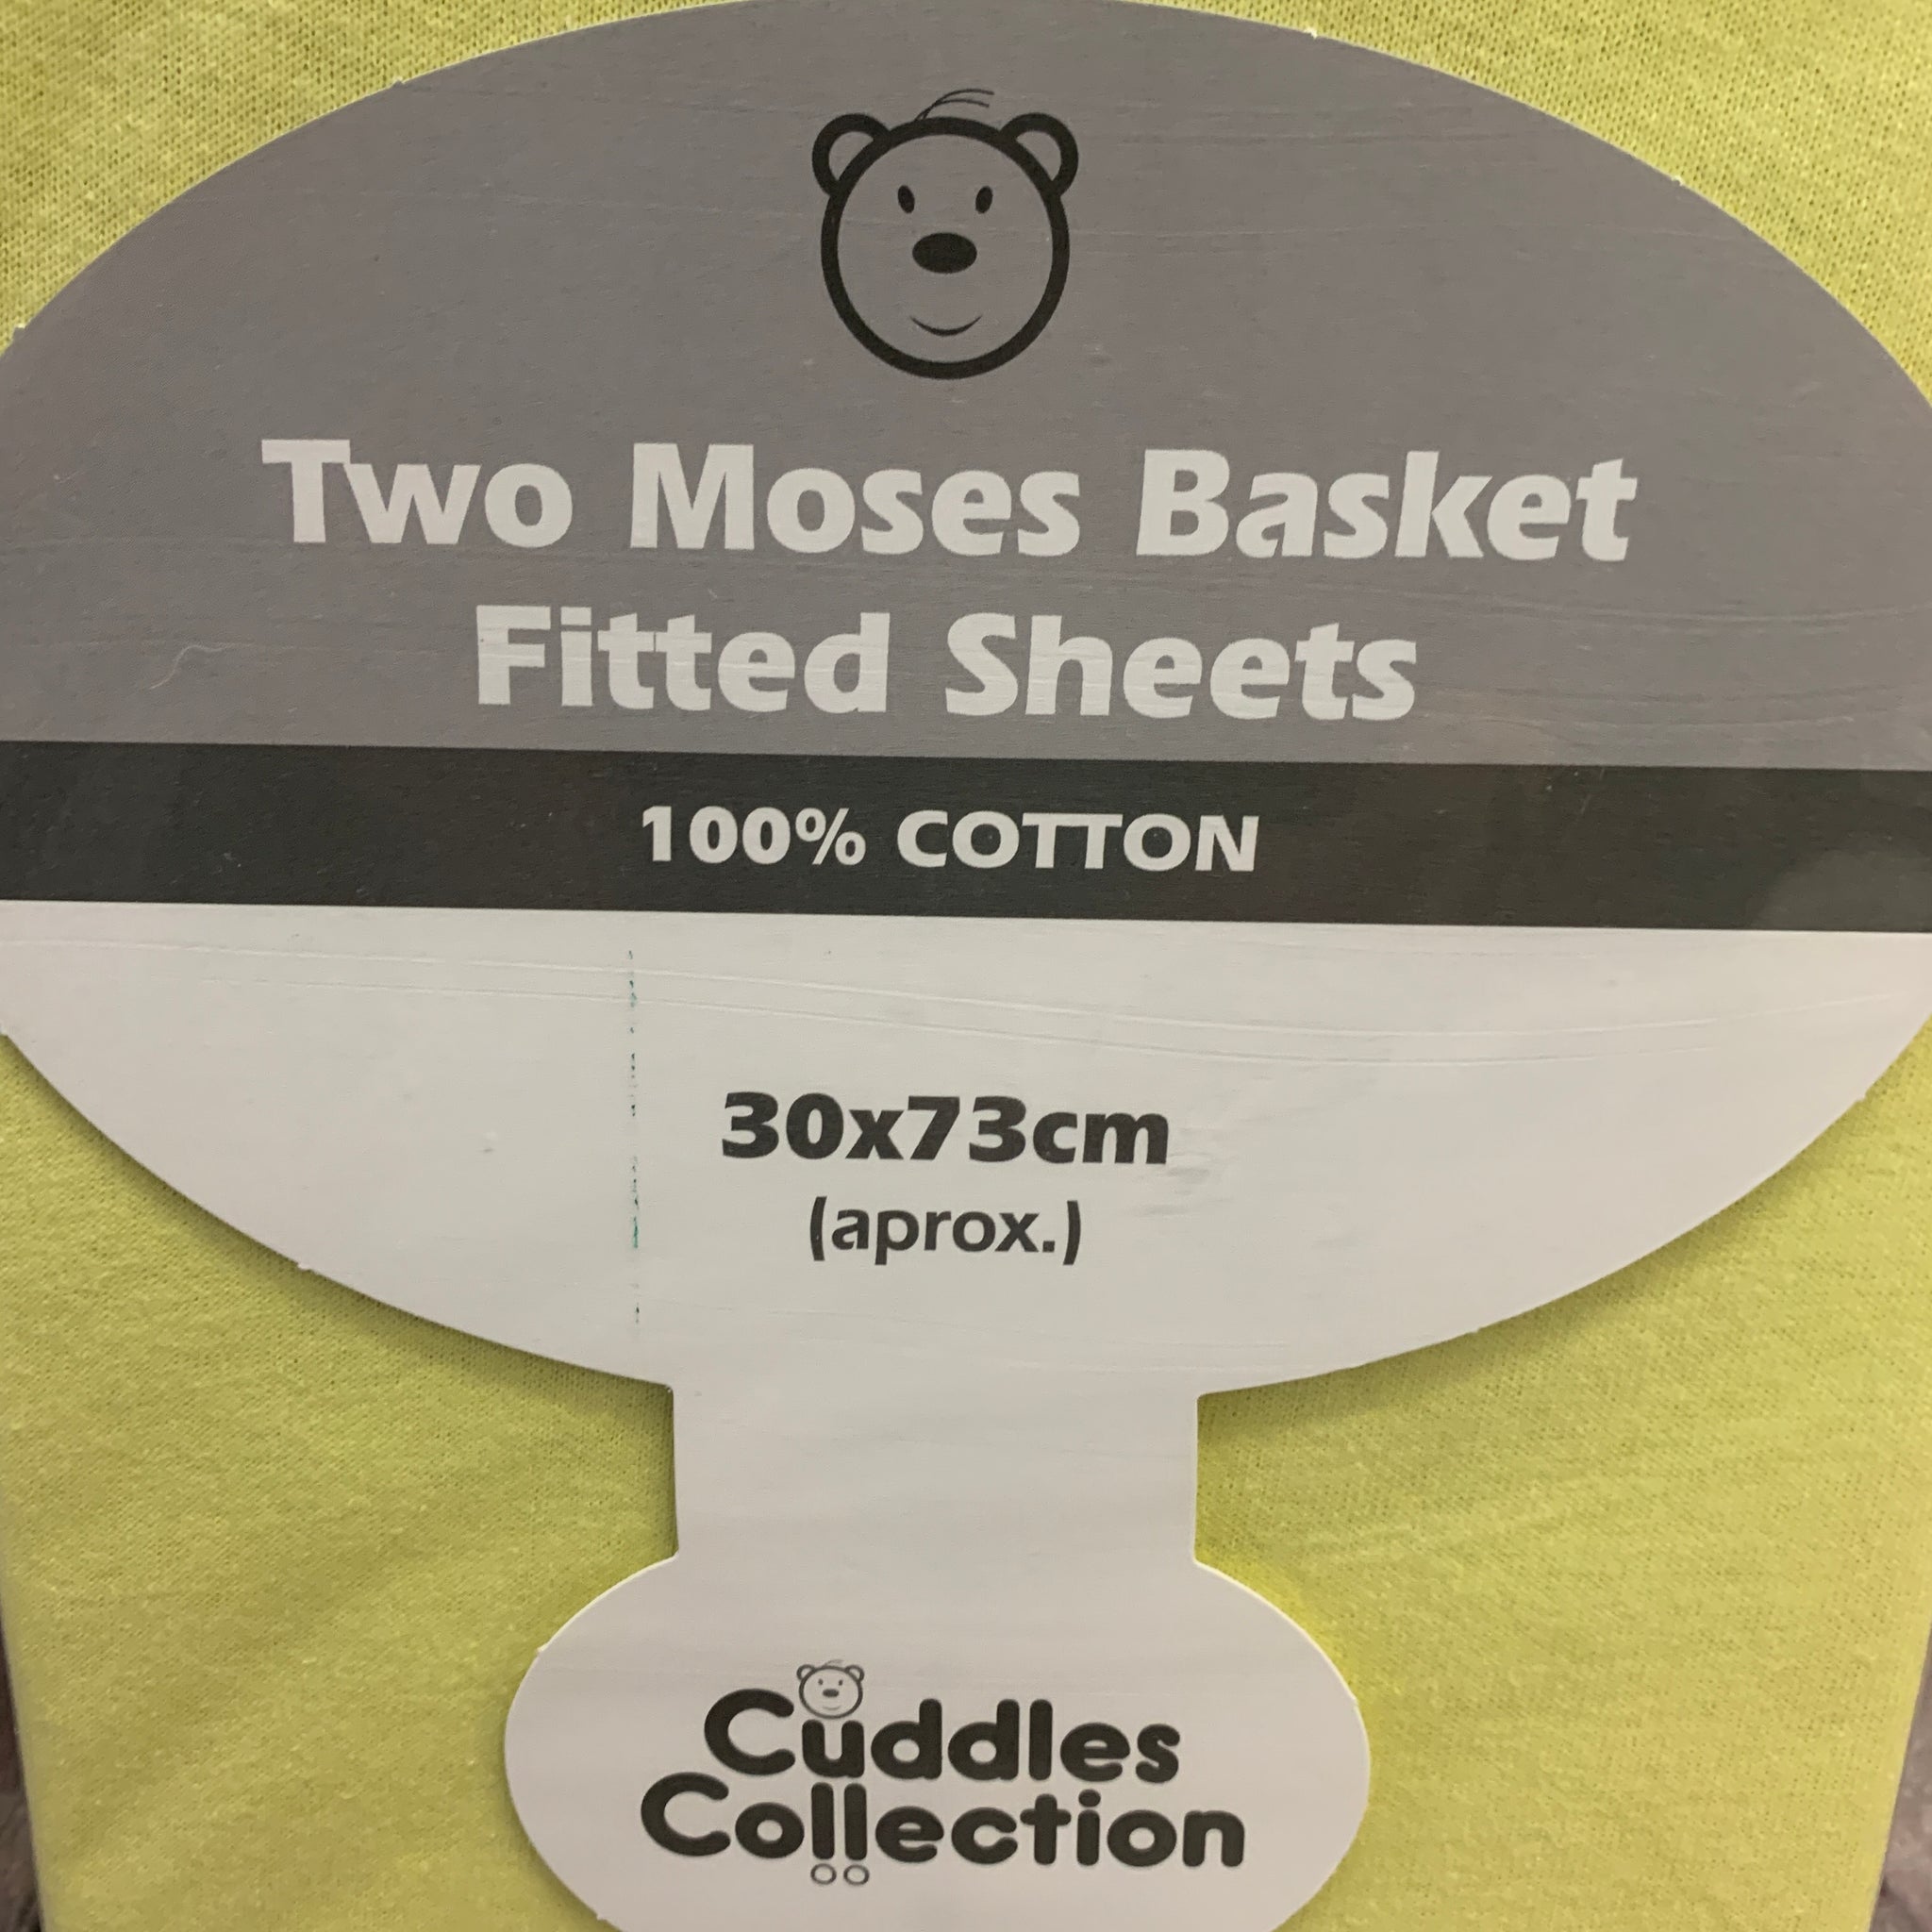 Two Moses Basket
Fitted Sheets
100% COTTON
30x73cm
(aprox.)
Cuddles
Collection